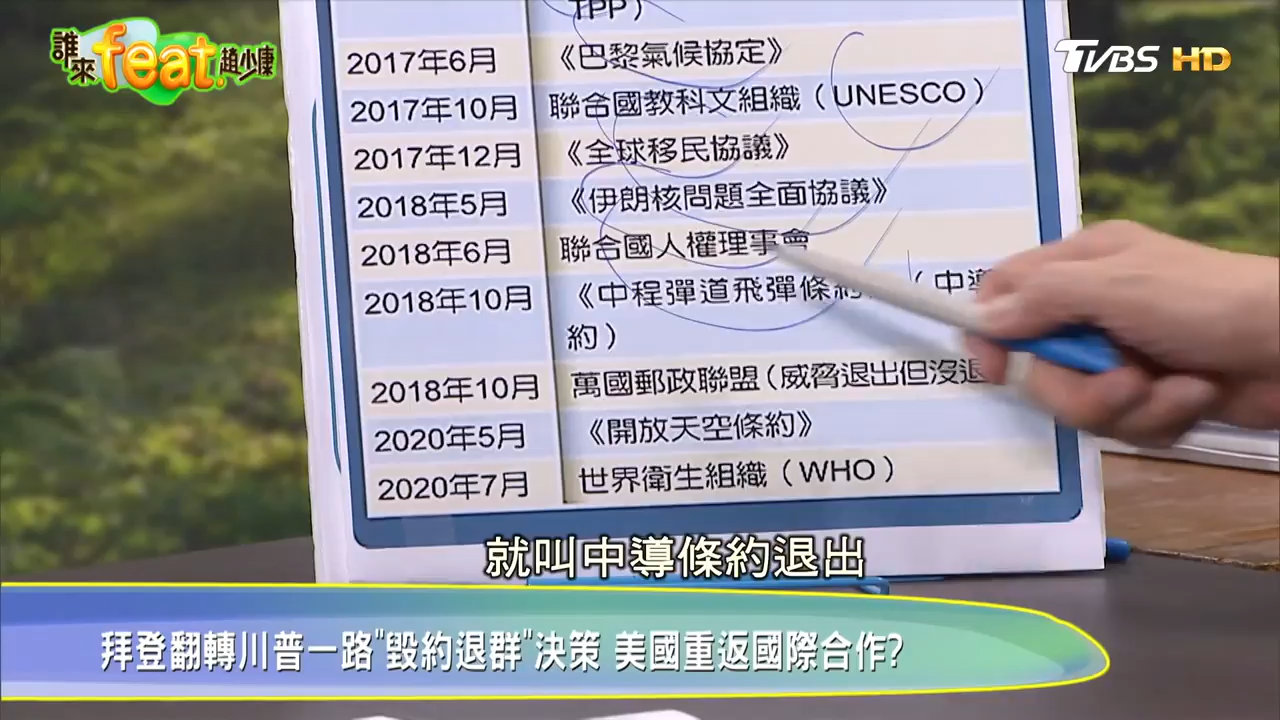 誰來feat.趙少康
TVBS HD
TPP）
2017年6月 《巴黎氣候協定》
2017年10月 聯合國教科文組織（UNESCO）
2017年12月 《全球移民協議》
2018年5月 《伊朗核問題全面協議》
2018年6月 聯合國人權理事會
2018年10月 《中程彈道飛彈條約 （中導
約）
2018年10月 萬國郵政聯盟（威脅退出但沒退
2020年5月 《開放天空條約》
2020年7月 世界衛生組織（WHO）
就叫中導條約退出
拜登翻轉川普一路"毀約退群"決策 美國重返國際合作?